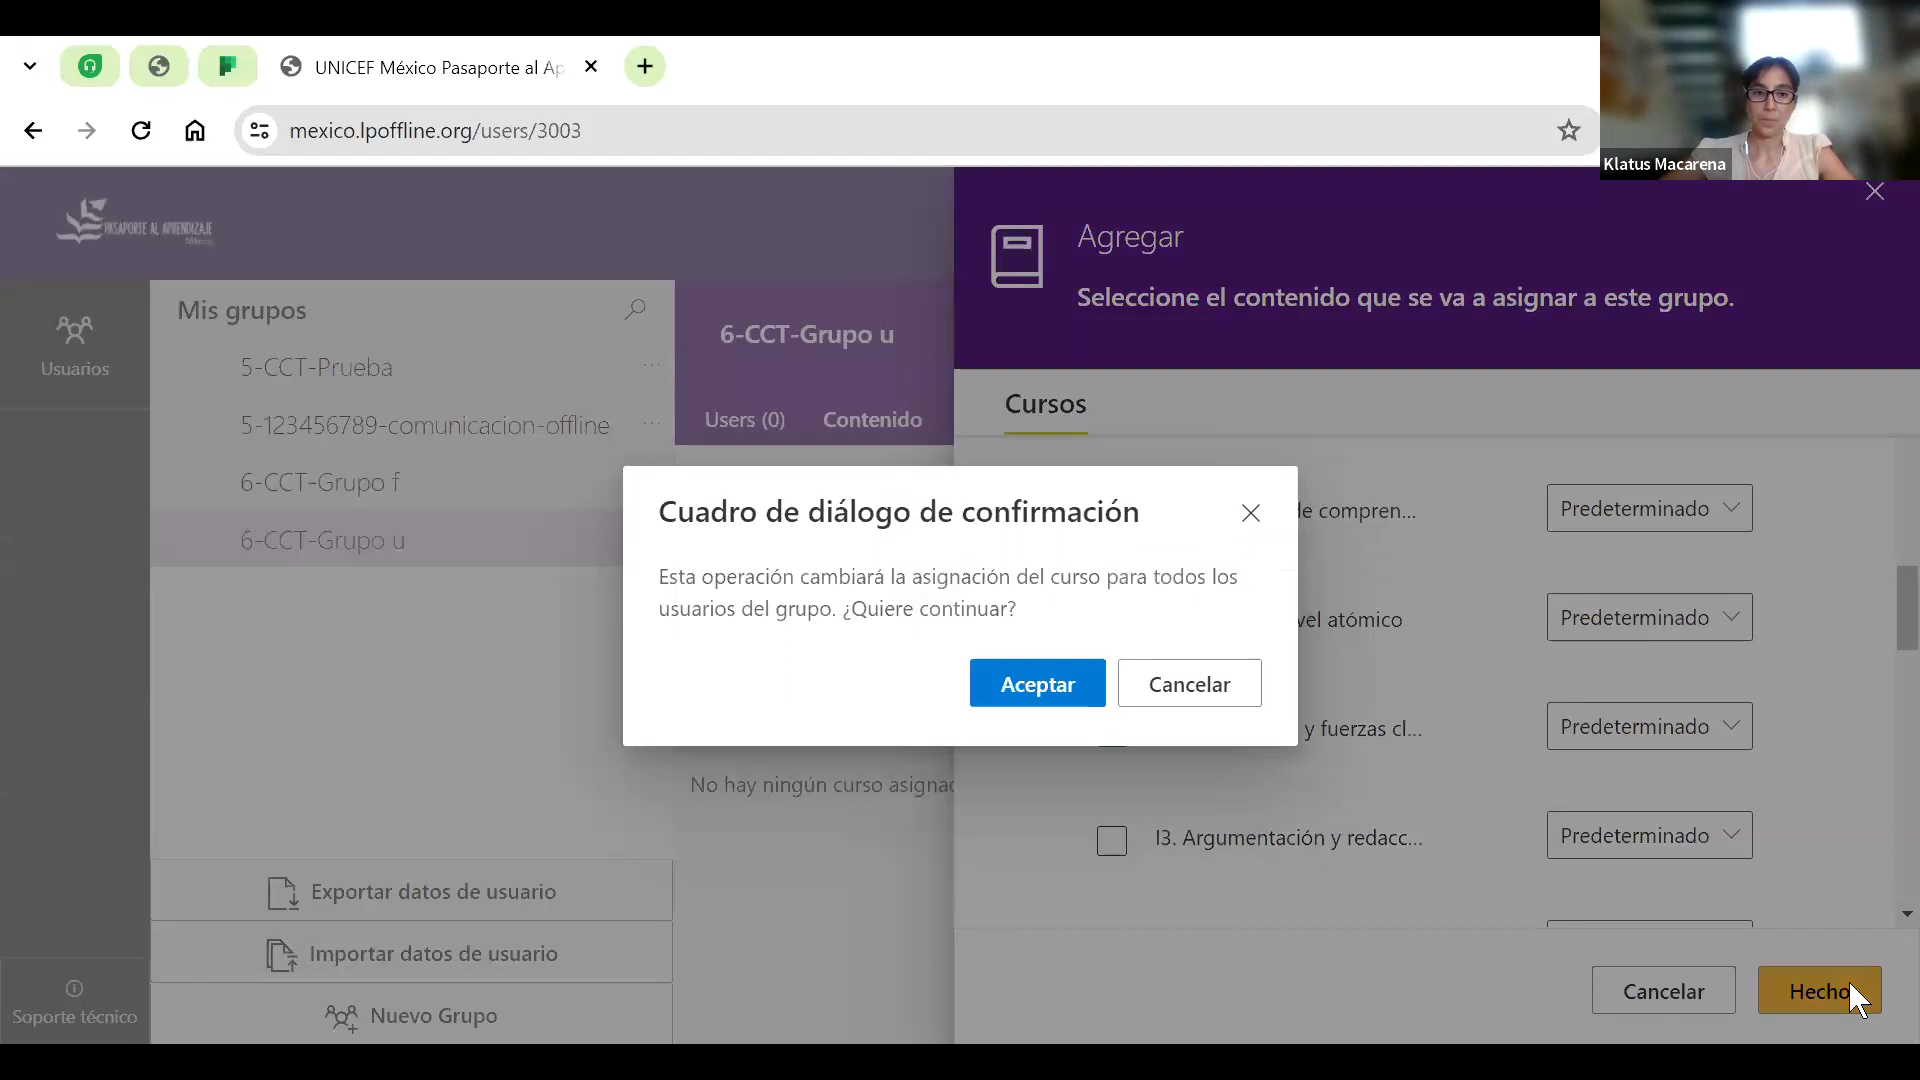 UNICEF México Pasaporte al Ap
mexico.lpoffline.org/users/3003
Klatus Macarena
PASAPORTE AL APRENDIZAJE
Agregar
Seleccione el contenido que se va a asignar a este grupo.
Usuarios
Mis grupos
5-CCT-Prueba
5-123456789-comunicacion-offline
6-CCT-Grupo f
6-CCT-Grupo u
6-CCT-Grupo u
Users (0) Contenido
Cursos
Cuadro de diálogo de confirmación
Esta operación cambiará la asignación del curso para todos los
usuarios del grupo. ¿Quiere continuar?
Aceptar Cancelar
de compren... Predeterminado
vel atómico Predeterminado
y fuerzas cl... Predeterminado
I3. Argumentación y redacc... Predeterminado
No hay ningún curso asignad
Exportar datos de usuario
Importar datos de usuario
Nuevo Grupo
Soporte técnico
Cancelar Hecho